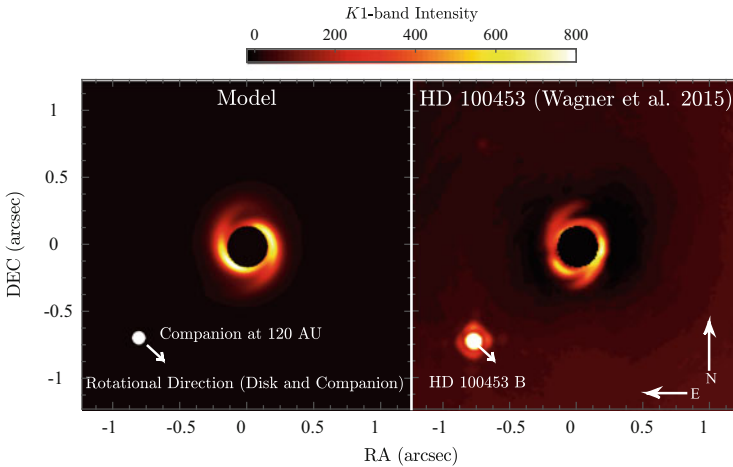 K1-band Intensity
0 200 400 600 800
Model
HD 100453 (Wagner et al. 2015)
1
0.5
0
-0.5
-1
DEC (arcsec)
Companion at 120 AU
Rotational Direction (Disk and Companion)
HD 100453 B
N
E
-1 -0.5 0 0.5 1
-1 -0.5 0 0.5 1
RA (arcsec)